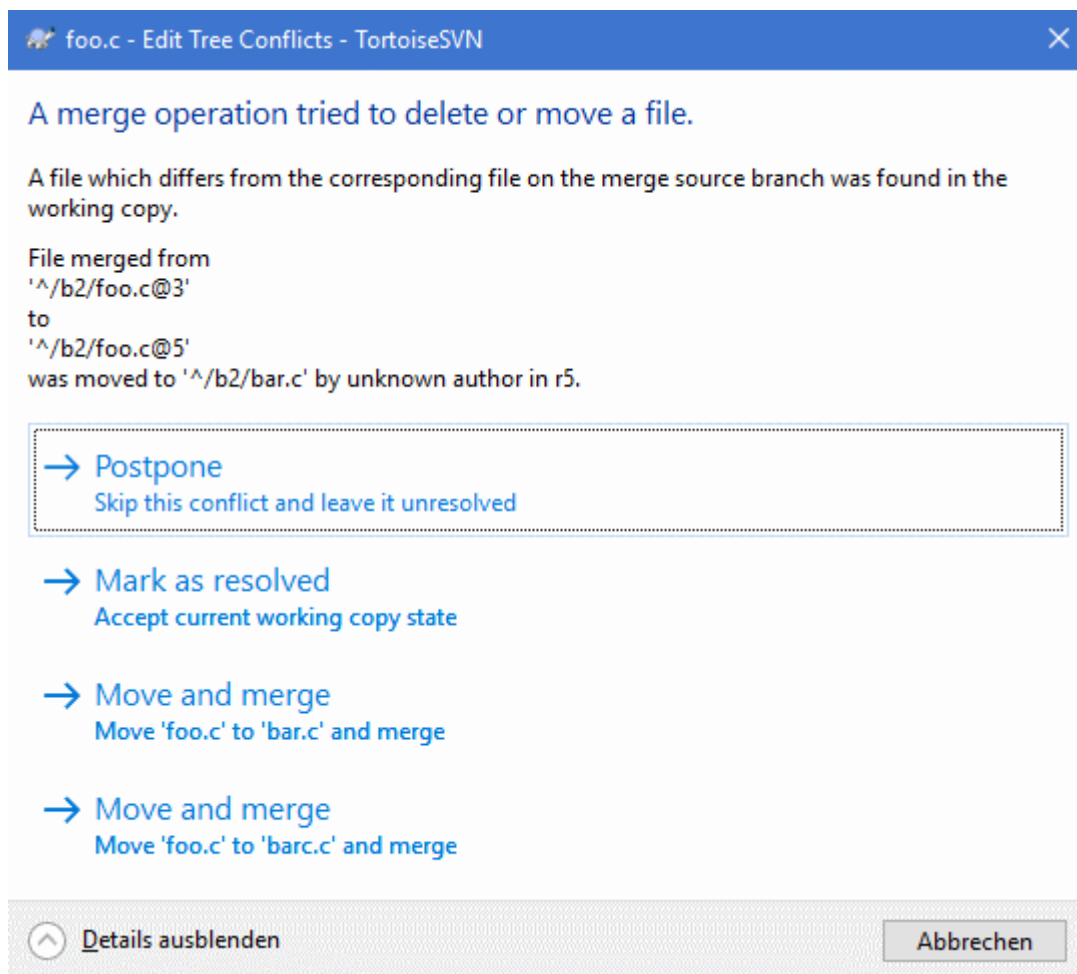 foo.c - Edit Tree Conflicts - TortoiseSVN
A merge operation tried to delete or move a file.
A file which differs from the corresponding file on the merge source branch was found in the
working copy.
File merged from
'^/b2/foo.c@3'
to
'^/b2/foo.c@5'
was moved to '^/b2/bar.c' by unknown author in r5.
Postpone
Skip this conflict and leave it unresolved
Mark as resolved
Accept current working copy state
Move and merge
Move 'foo.c' to 'bar.c' and merge
Move and merge
Move 'foo.c' to 'barc.c' and merge
Details ausblenden
Abbrechen